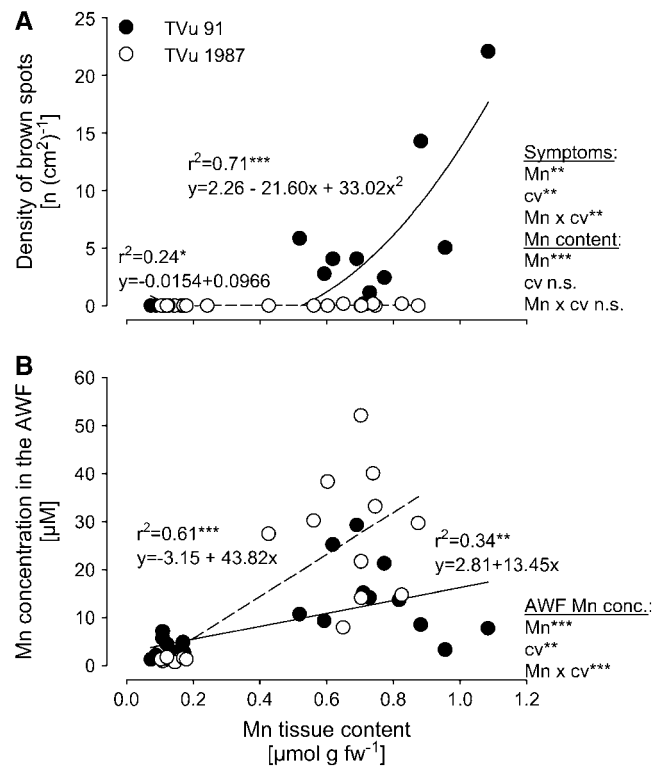 A
25
20
15
10
5
0
Density of brown spots
[n (cm²)⁻¹]
TVu 91
TVu 1987
r²=0.71***
y=2.26 - 21.60x + 33.02x²
r²=0.24*
y=-0.0154+0.0966
Symptoms:
Mn**
cv**
Mn x cv**
Mn content:
Mn***
cv n.s.
Mn x cv n.s.
B
60
50
40
30
20
10
0
Mn concentration in the AWF
[µM]
r²=0.61***
y=-3.15 + 43.82x
r²=0.34**
y=2.81+13.45x
AWF Mn conc.:
Mn***
cv**
Mn x cv***
0.0 0.2 0.4 0.6 0.8 1.0 1.2
Mn tissue content
[µmol g fw⁻¹]